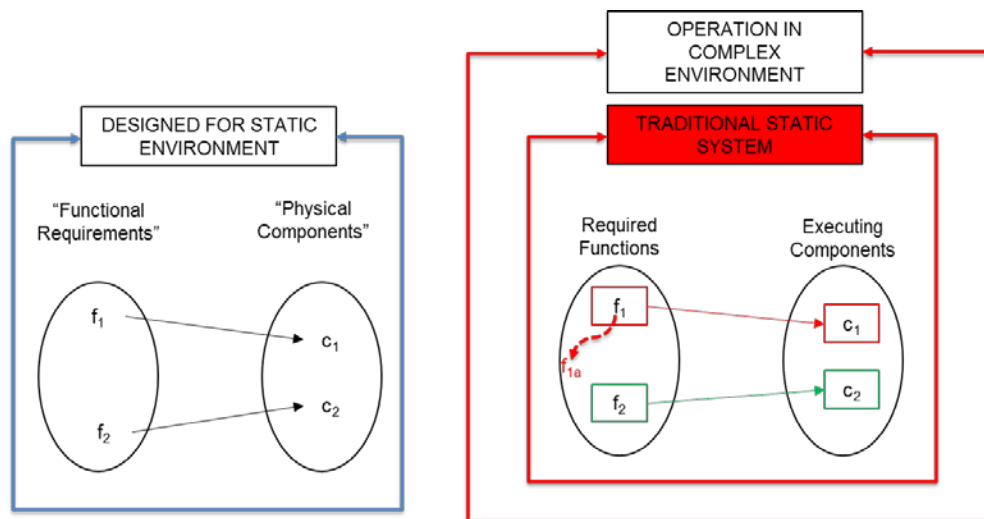 DESIGNED FOR STATIC
ENVIRONMENT
“Functional
Requirements”
“Physical
Components”
f1
c1
c2
f2
OPERATION IN
COMPLEX
ENVIRONMENT
TRADITIONAL STATIC
SYSTEM
Required
Functions
Executing
Components
f1
c1
f1a
f2
c2